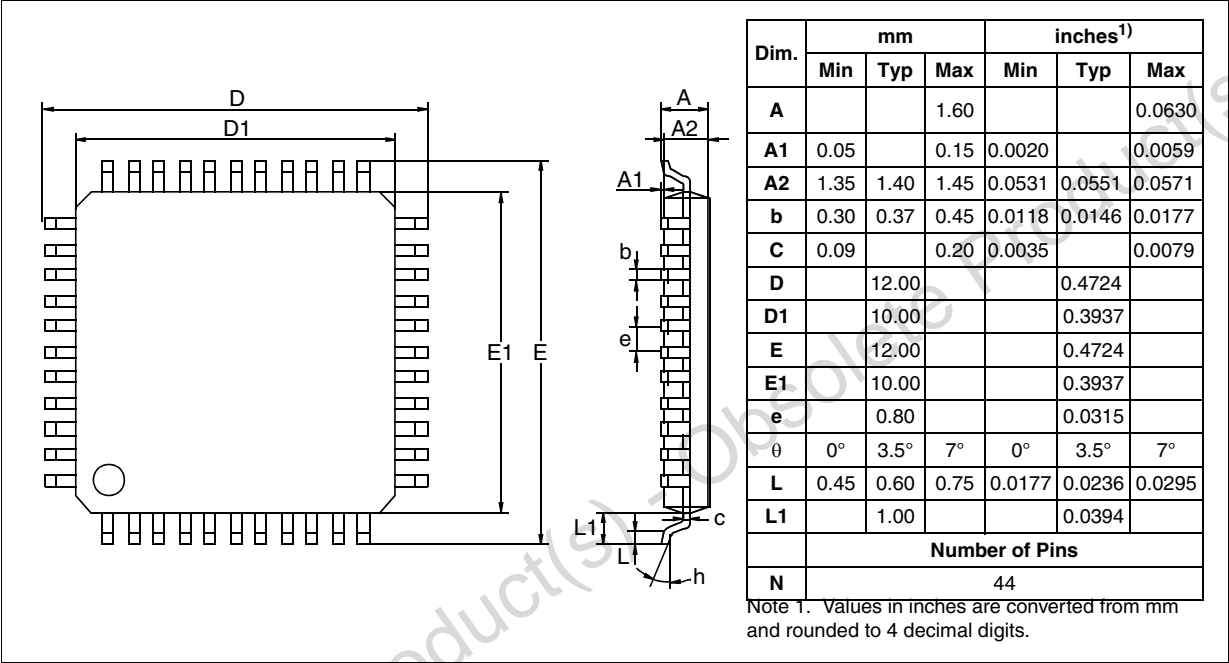 D
D1
E1 E
A
A2
A1
b
e
L1
L
c
h
Dim. mm inches1)
Min Typ Max Min Typ Max
A 1.60 0.0630
A1 0.05 0.15 0.0020 0.0059
A2 1.35 1.40 1.45 0.0531 0.0551 0.0571
b 0.30 0.37 0.45 0.0118 0.0146 0.0177
C 0.09 0.20 0.0035 0.0079
D 12.00 0.4724
D1 10.00 0.3937
E 12.00 0.4724
E1 10.00 0.3937
e 0.80 0.0315
θ 0° 3.5° 7° 0° 3.5° 7°
L 0.45 0.60 0.75 0.0177 0.0236 0.0295
L1 1.00 0.0394
Number of Pins
N 44
Note 1. Values in inches are converted from mm
and rounded to 4 decimal digits.
oduct(s) - Obsolete Product(s